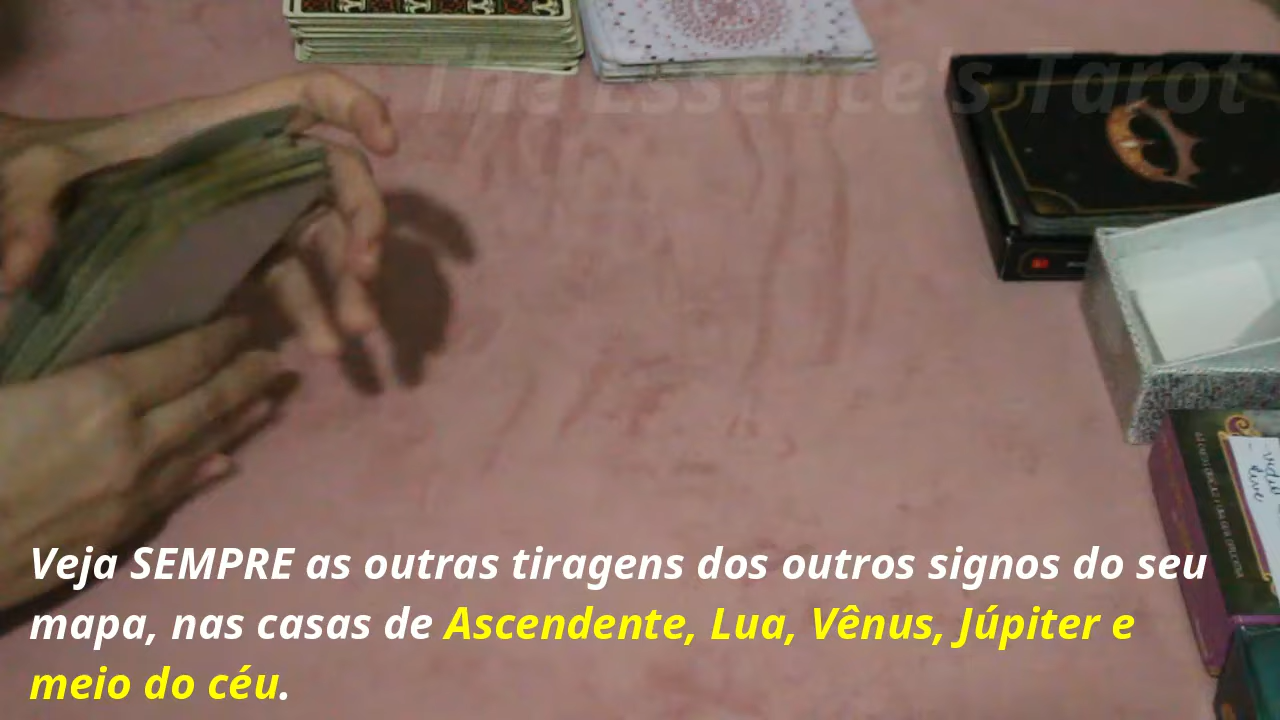 The Essence's Tarot
Veja SEMPRE as outras tiragens dos outros signos do seu
mapa, nas casas de Ascendente, Lua, Vênus, Júpiter e
meio do céu.